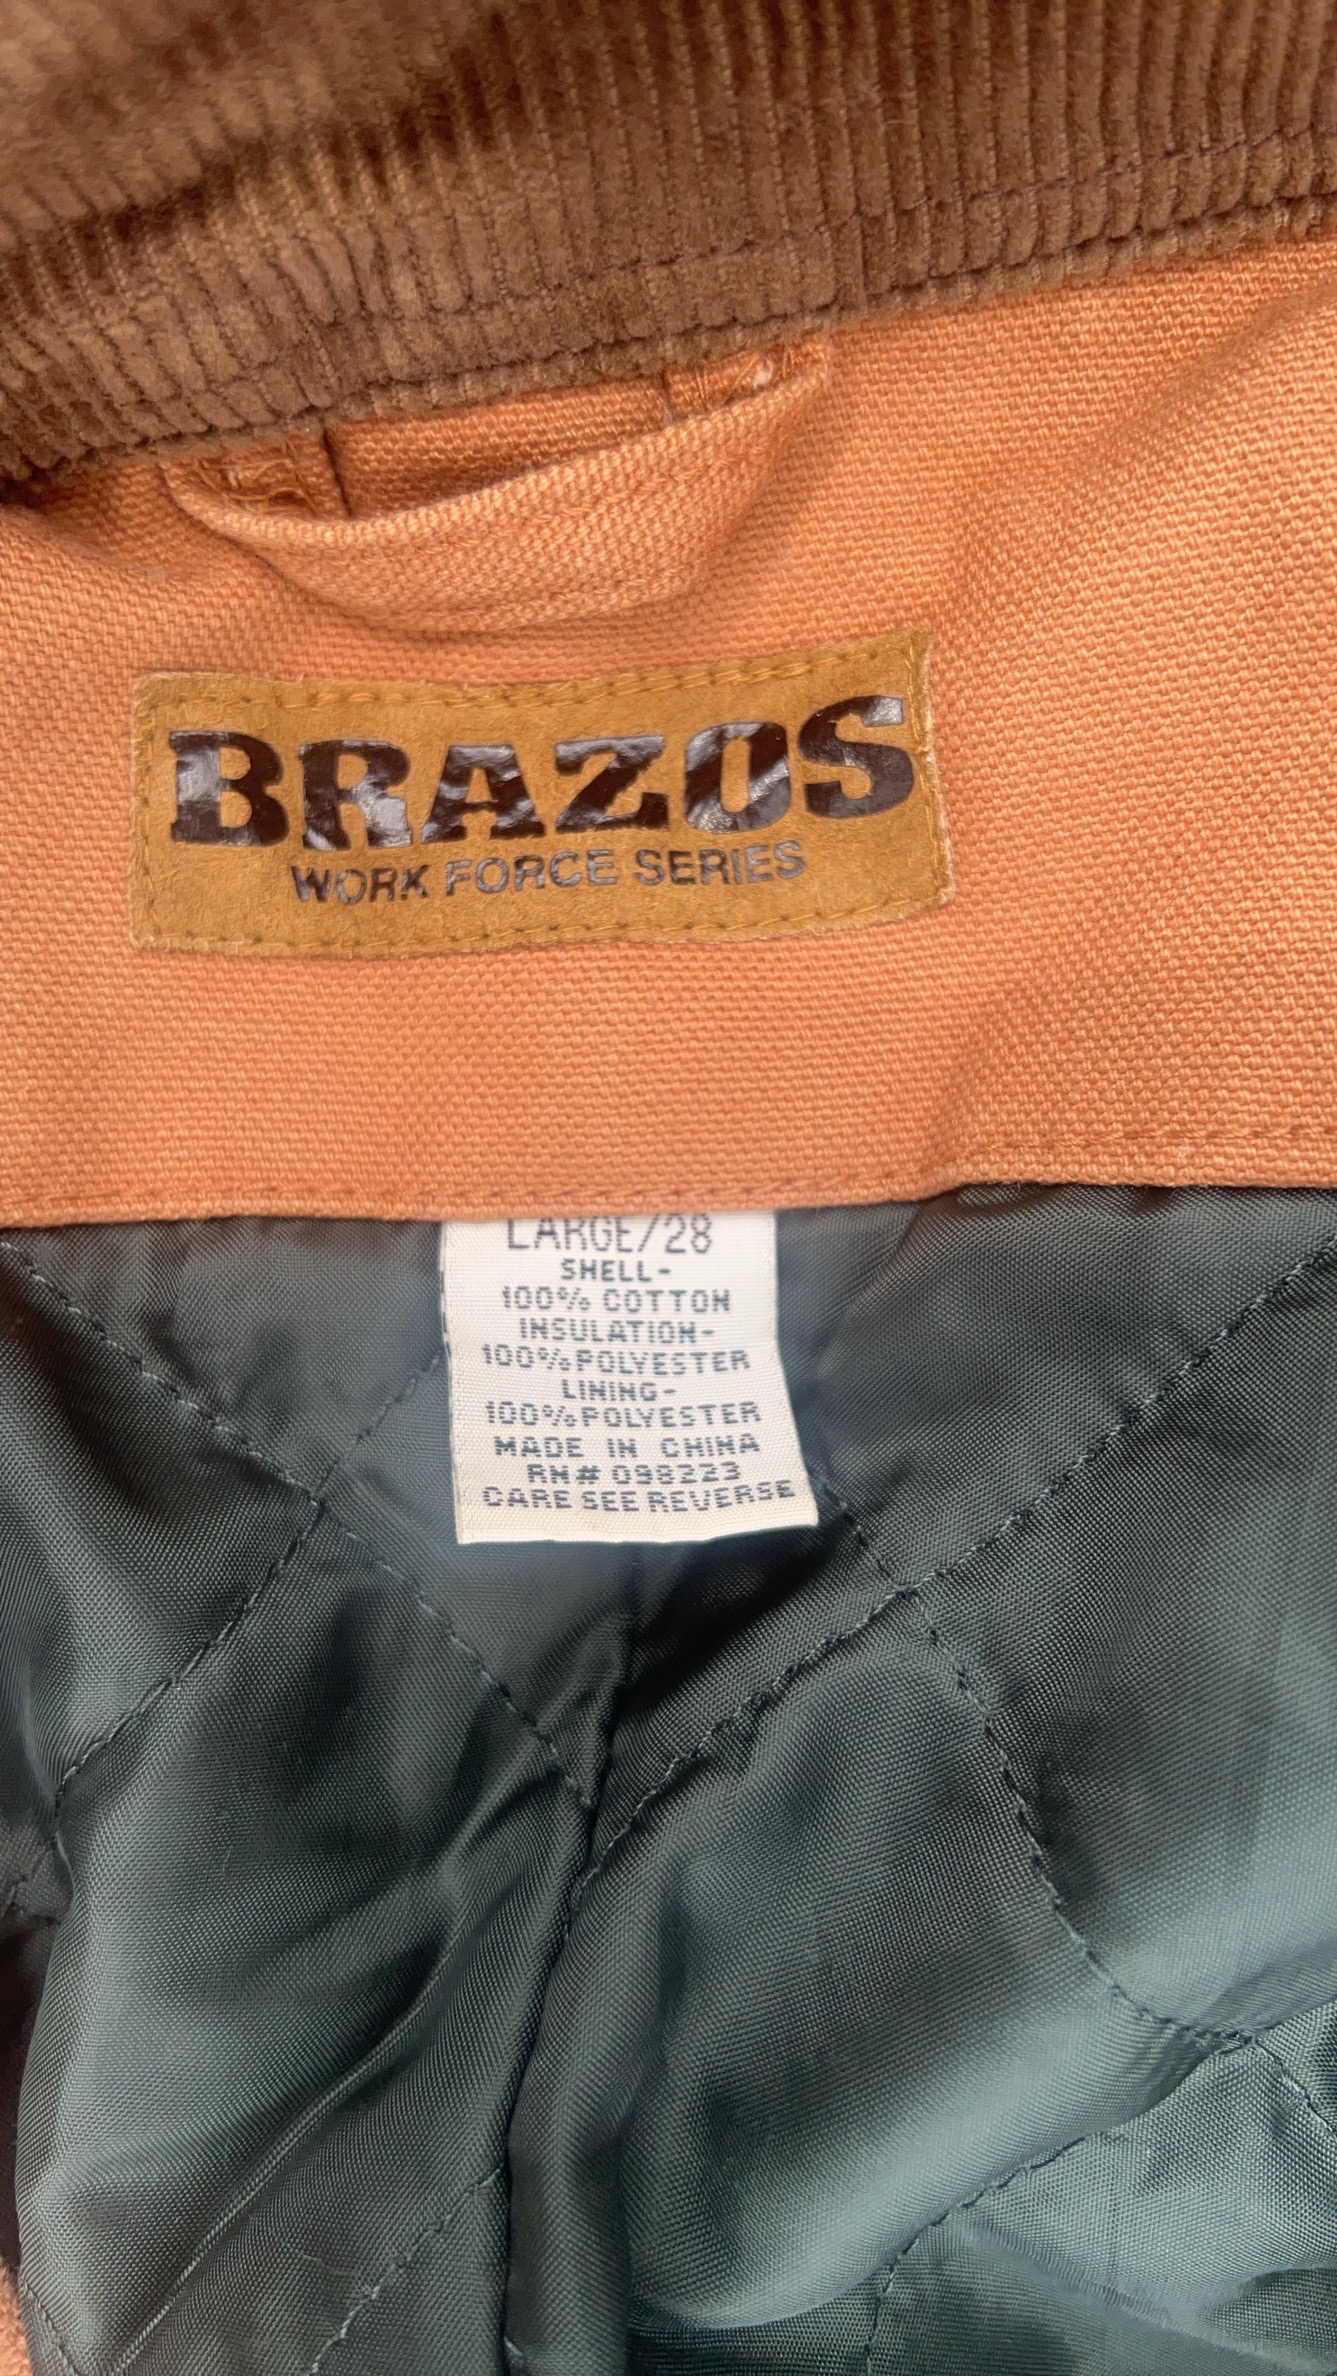 BRAZOS
WORK FORCE SERIES
LARGE/28
SHELL-
100% COTTON
INSULATION-
100%POLYESTER
LINING-
100%POLYESTER
MADE IN CHINA
RN# 098223
CARE SEE REVERSE